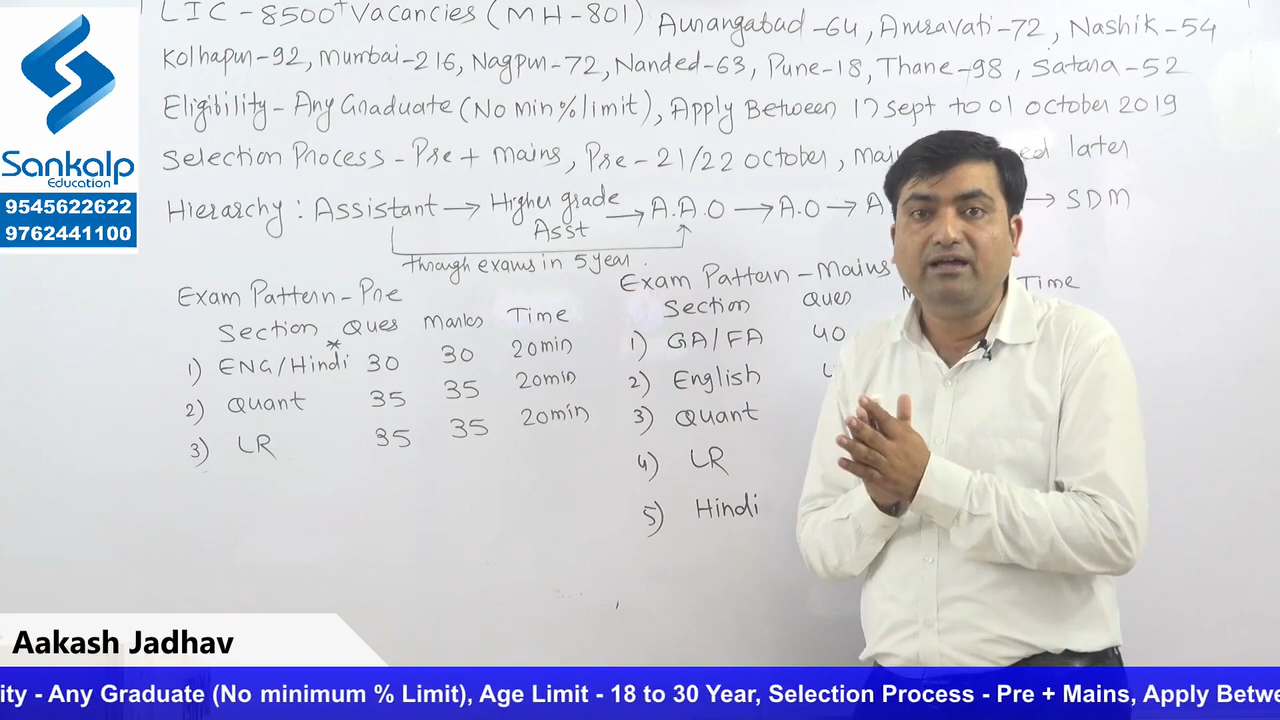 LIC - 8500+ Vacancies (MH-801) Aurangabad-64, Amravati-72, Nashik-54
Kolhapur-92, Mumbai-216, Nagpur-72, Nanded-63, Pune-18, Thane-98, Satara-52
Eligibility - Any Graduate (No Min % limit), Apply Between 17 Sept to 01 October 2019
Selection Process - Pre + Mains, Pre - 21/22 October, Mai ed later
Hierarchy : Assistant → Higher grade Asst → A.A.O → A.O → A → SDM
Through exams in 5 year.
Exam Pattern - Pre
Section Ques Marks Time
1) ENG/Hindi* 30 30 20min
2) Quant 35 35 20min
3) LR 35 35 20min
Exam Pattern - Mains
Section Ques M Time
1) GA/FA 40
2) English 4
3) Quant
4) LR
5) Hindi
Sankalp
Education
9545622622
9762441100
Aakash Jadhav
ity - Any Graduate (No minimum % Limit), Age Limit - 18 to 30 Year, Selection Process - Pre + Mains, Apply Betwe